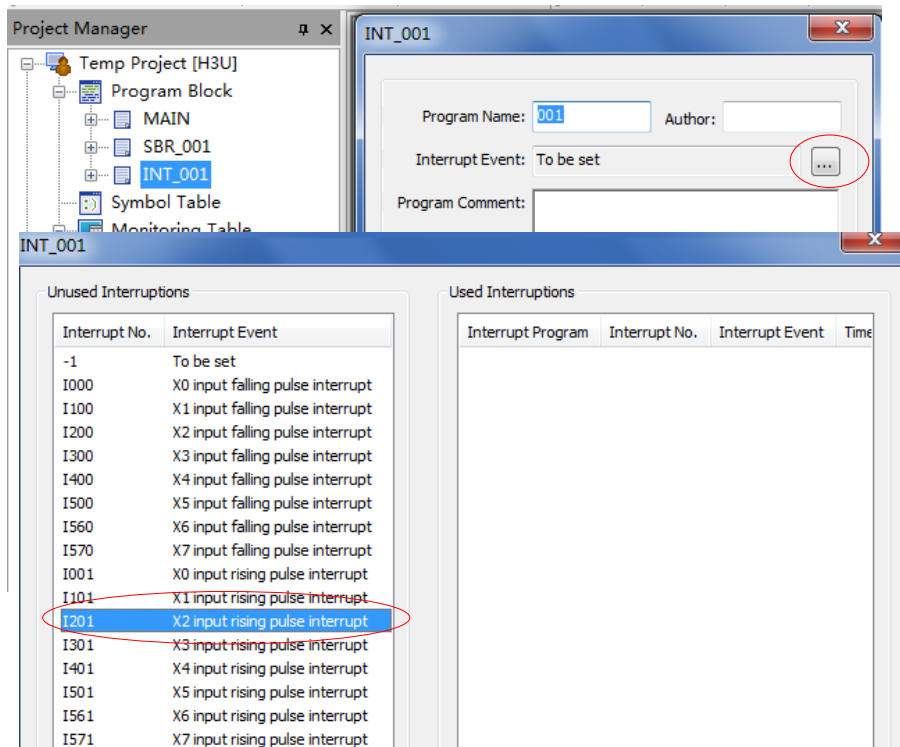 Project Manager
Temp Project [H3U]
Program Block
MAIN
SBR_001
INT_001
Symbol Table
Monitoring Table
INT_001
Program Name: 001 Author:
Interrupt Event: To be set ...
Program Comment:
INT_001
Unused Interruptions
Interrupt No. Interrupt Event
-1 To be set
I000 X0 input falling pulse interrupt
I100 X1 input falling pulse interrupt
I200 X2 input falling pulse interrupt
I300 X3 input falling pulse interrupt
I400 X4 input falling pulse interrupt
I500 X5 input falling pulse interrupt
I560 X6 input falling pulse interrupt
I570 X7 input falling pulse interrupt
I001 X0 input rising pulse interrupt
I101 X1 input rising pulse interrupt
I201 X2 input rising pulse interrupt
I301 X3 input rising pulse interrupt
I401 X4 input rising pulse interrupt
I501 X5 input rising pulse interrupt
I561 X6 input rising pulse interrupt
I571 X7 input rising pulse interrupt
Used Interruptions
Interrupt Program Interrupt No. Interrupt Event Time